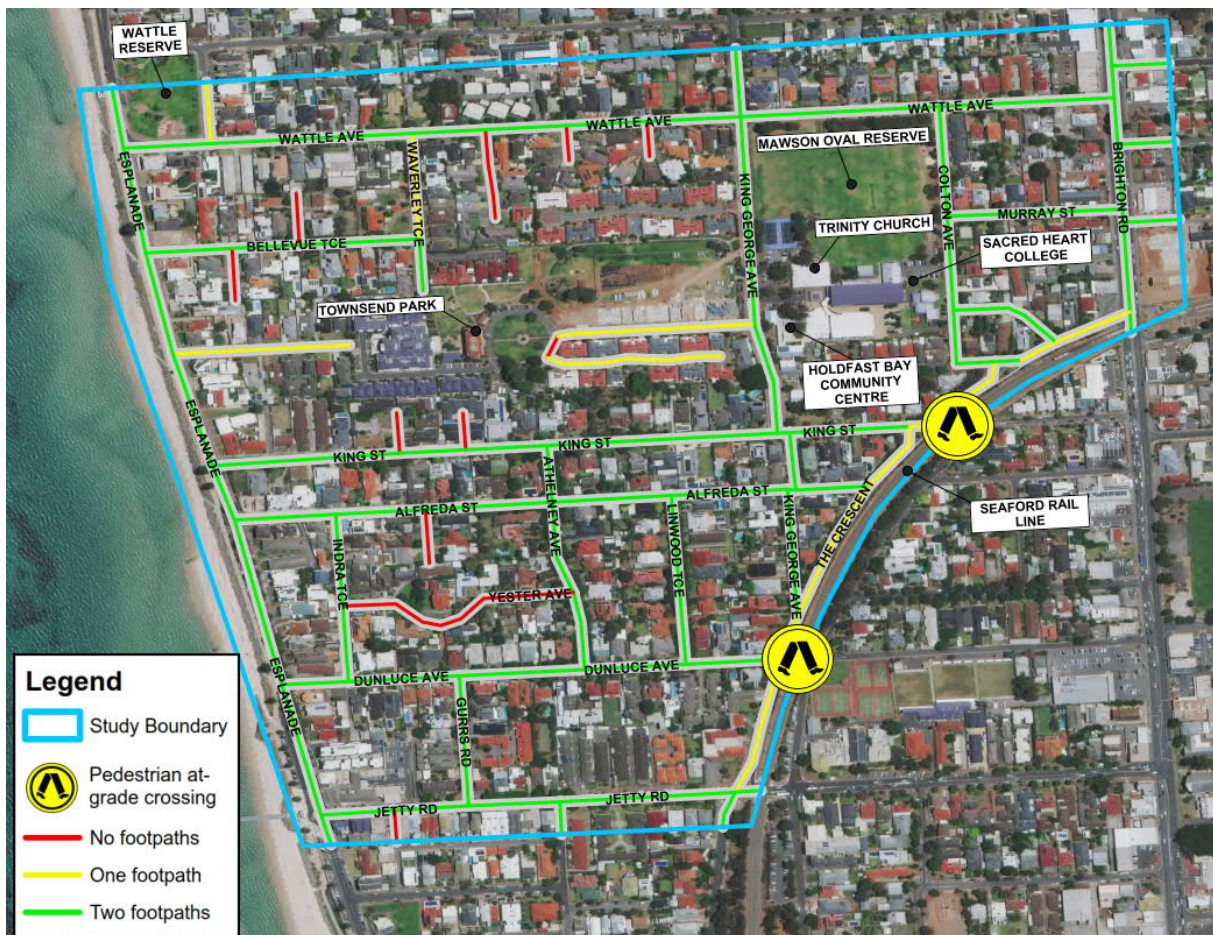 WATTLE
RESERVE
WATTLE AVE
WATTLE AVE
WATTLE AVE
MAWSON OVAL RESERVE
ESPLANADE
WAVERLEY TCE
KING GEORGE AVE
COLTON AVE
BRIGHTON RD
MURRAY ST
BELLEVUE TCE
TRINITY CHURCH
SACRED HEART
COLLEGE
TOWNSEND PARK
HOLDFAST BAY
COMMUNITY
CENTRE
ESPLANADE
KING ST
KING ST
KING ST
ATHELNEY AVE
ALFREDA ST
ALFREDA ST
LINWOOD TCE
KING GEORGE AVE
THE CRESCENT
SEAFORD RAIL
LINE
INDRA TCE
YESTER AVE
ESPLANADE
DUNLUCE AVE
DUNLUCE AVE
GURRS RD
JETTY RD
JETTY RD
Legend
Study Boundary
Pedestrian at-
grade crossing
No footpaths
One footpath
Two footpaths